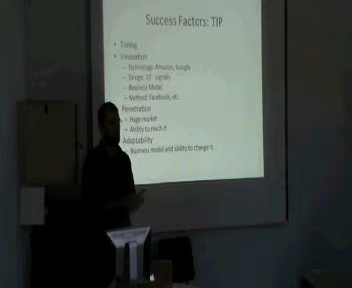 Success Factors: TIP
• Timing
• Innovation
– Technology: Amazon, Google
– Design: signals
– Business Model
– Method: Facebook, etc.
Penetration
– Huge market
– Ability to reach it
Adaptability
– Business model and ability to change it